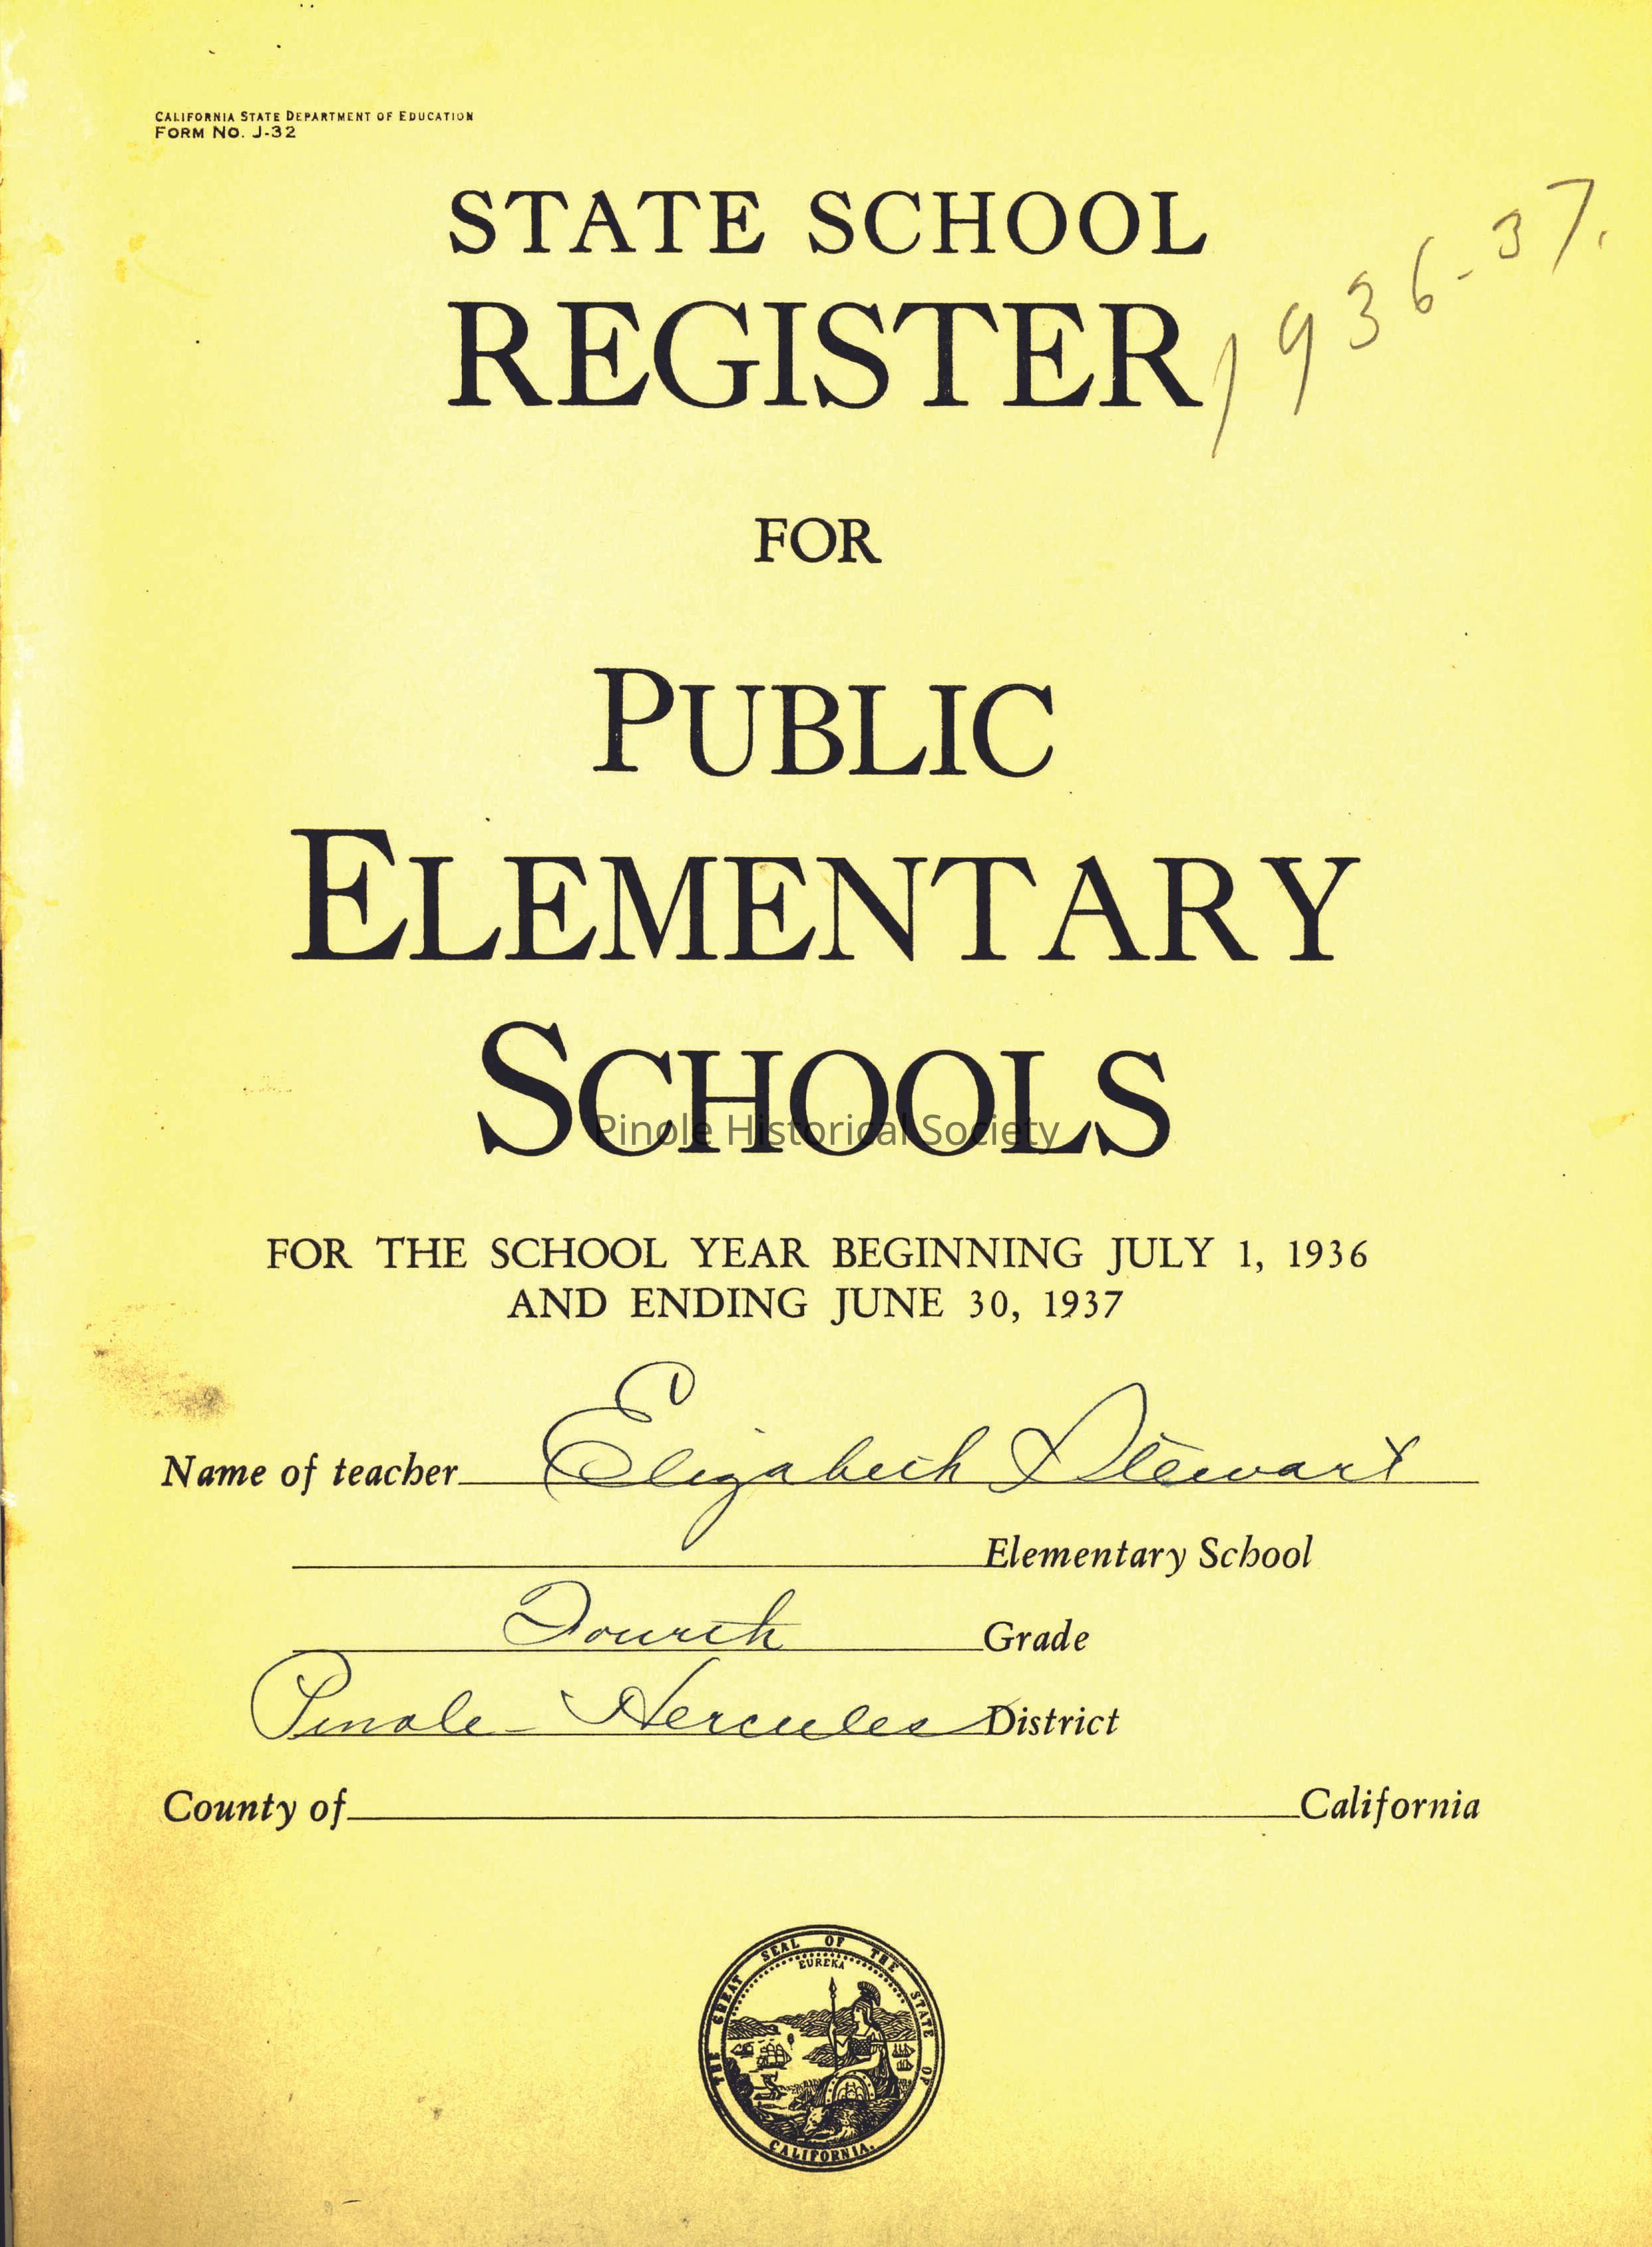 CALIFORNIA STATE DEPARTMENT OF EDUCATION
FORM NO. J-32
STATE SCHOOL
REGISTER
1936-37.
FOR
PUBLIC
ELEMENTARY
SCHOOLS
Pinole Historical Society
FOR THE SCHOOL YEAR BEGINNING JULY 1, 1936
AND ENDING JUNE 30, 1937
Name of teacher Elizabeth Stewart
Elementary School
Fourth Grade
Pinole - Hercules District
County of California
THE GREAT SEAL OF THE STATE OF CALIFORNIA.
EUREKA